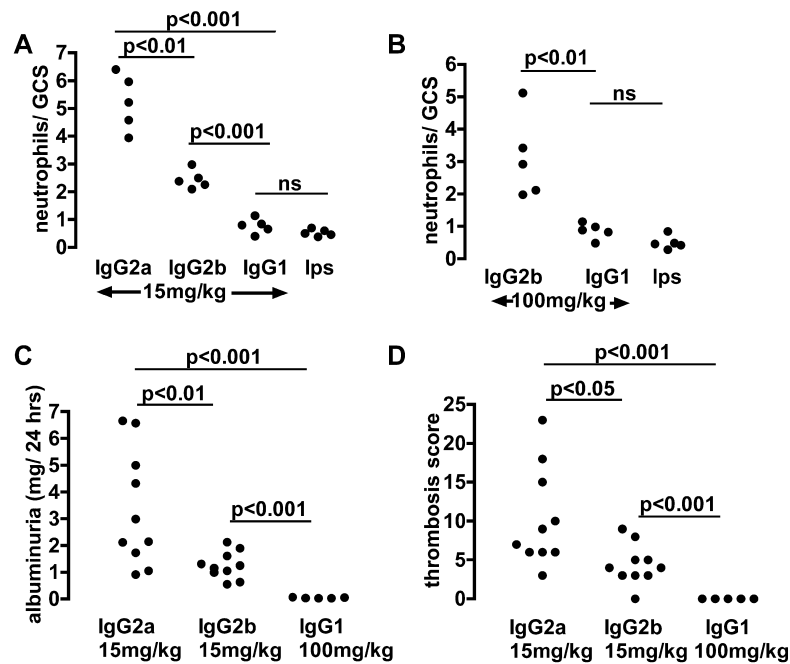 A
p<0.001
p<0.01
p<0.001
ns
neutrophils/ GCS
7
6
5
4
3
2
1
0
IgG2a IgG2b IgG1 lps
15mg/kg
B
p<0.01
ns
neutrophils/ GCS
6
5
4
3
2
1
0
IgG2b IgG1 lps
100mg/kg
C
p<0.001
p<0.01
p<0.001
albuminuria (mg/ 24 hrs)
7
6
5
4
3
2
1
0
IgG2a IgG2b IgG1
15mg/kg 15mg/kg 100mg/kg
D
p<0.001
p<0.05
p<0.001
thrombosis score
25
20
15
10
5
0
IgG2a IgG2b IgG1
15mg/kg 15mg/kg 100mg/kg